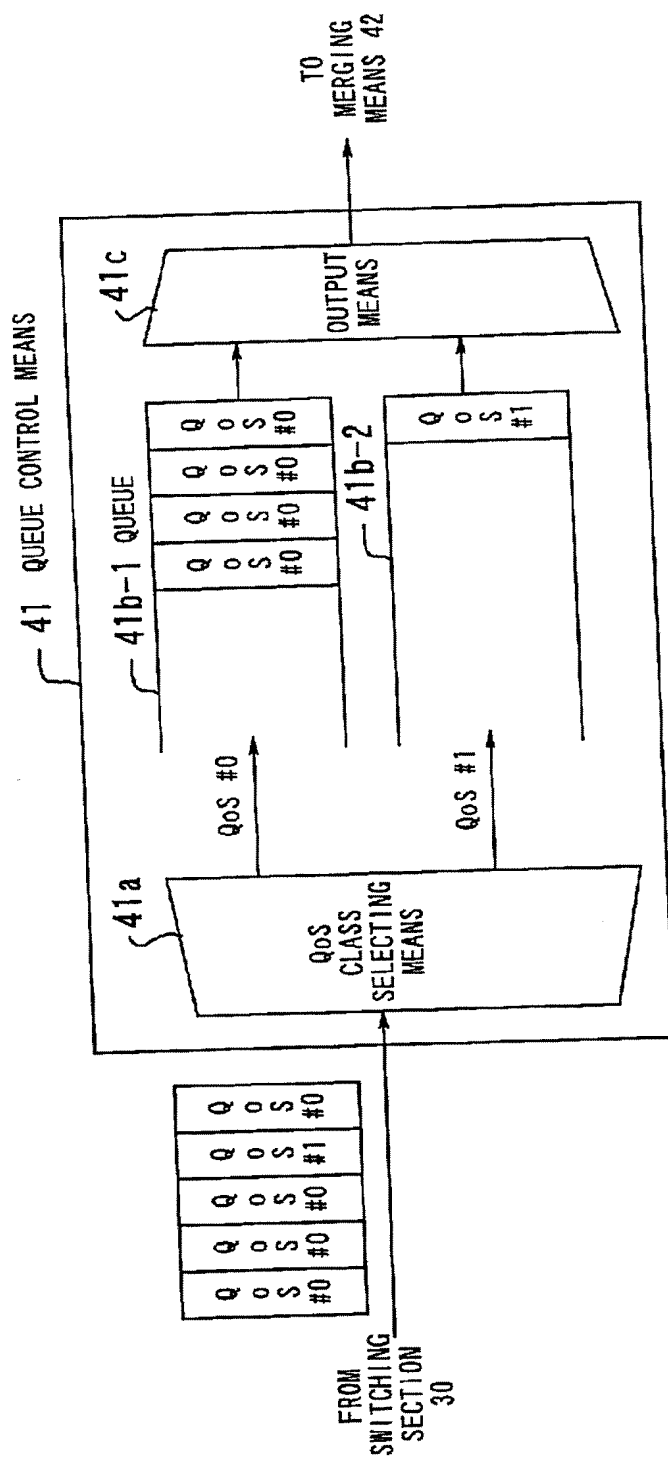 41 QUEUE CONTROL MEANS
FROM
SWITCHING
SECTION
30
QoS #0
QoS #0
QoS #0
QoS #1
QoS #0
41a
QoS
CLASS
SELECTING
MEANS
QoS #0
QoS #1
41b-1 QUEUE
QoS #0
QoS #0
QoS #0
QoS #0
41b-2
QoS #1
41c
OUTPUT
MEANS
TO
MERGING
MEANS 42